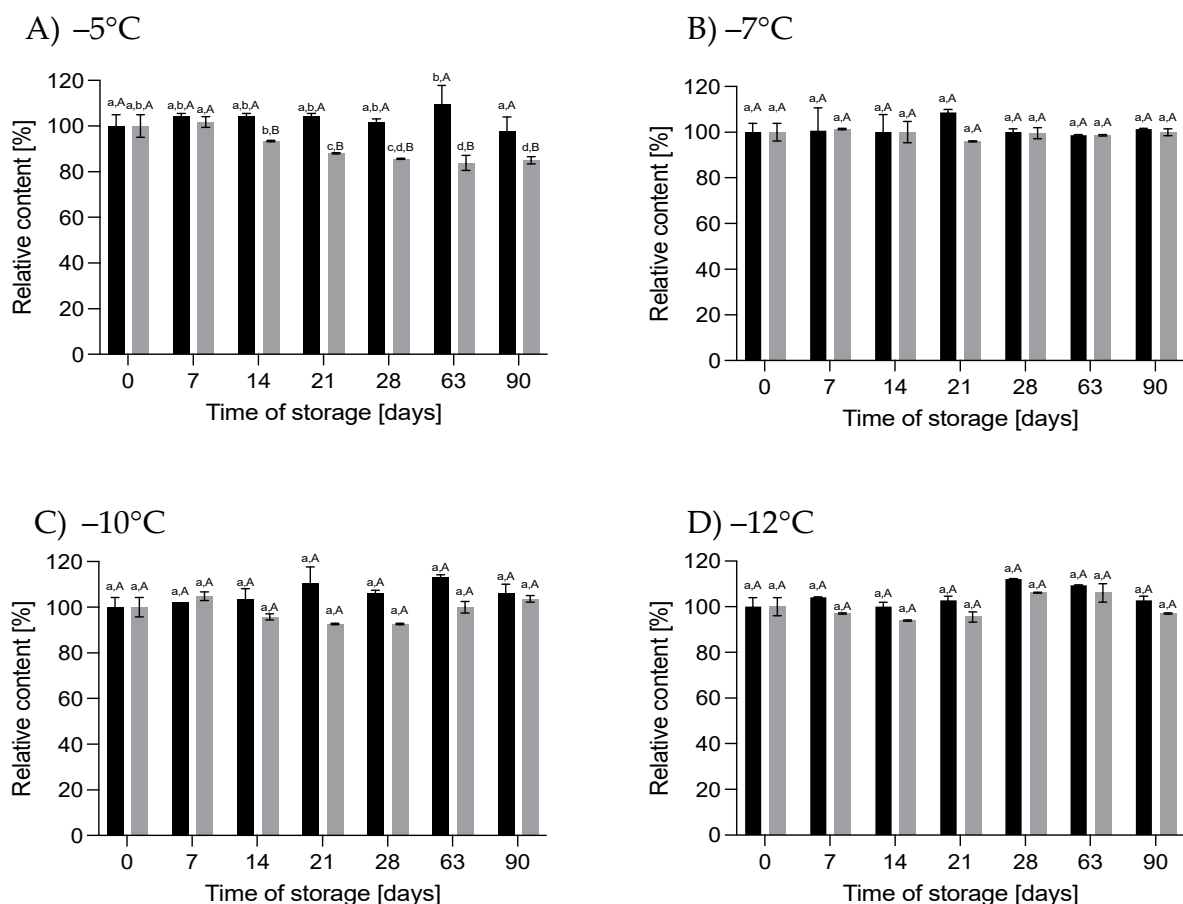 A) –5°C
120
100
80
60
40
20
0
Relative content [%]
a,A a,b,A a,b,A a,A a,b,A b,B a,b,A c,B a,b,A c,d,B b,A d,B a,A d,B
0 7 14 21 28 63 90
Time of storage [days]
B) –7°C
120
100
80
60
40
20
0
Relative content [%]
a,A a,A a,A a,A a,A a,A a,A a,A a,A a,A a,A a,A a,A a,A
0 7 14 21 28 63 90
Time of storage [days]
C) –10°C
120
100
80
60
40
20
0
Relative content [%]
a,A a,A a,A a,A a,A a,A a,A a,A a,A a,A a,A a,A a,A a,A
0 7 14 21 28 63 90
Time of storage [days]
D) –12°C
120
100
80
60
40
20
0
Relative content [%]
a,A a,A a,A a,A a,A a,A a,A a,A a,A a,A a,A a,A a,A a,A
0 7 14 21 28 63 90
Time of storage [days]